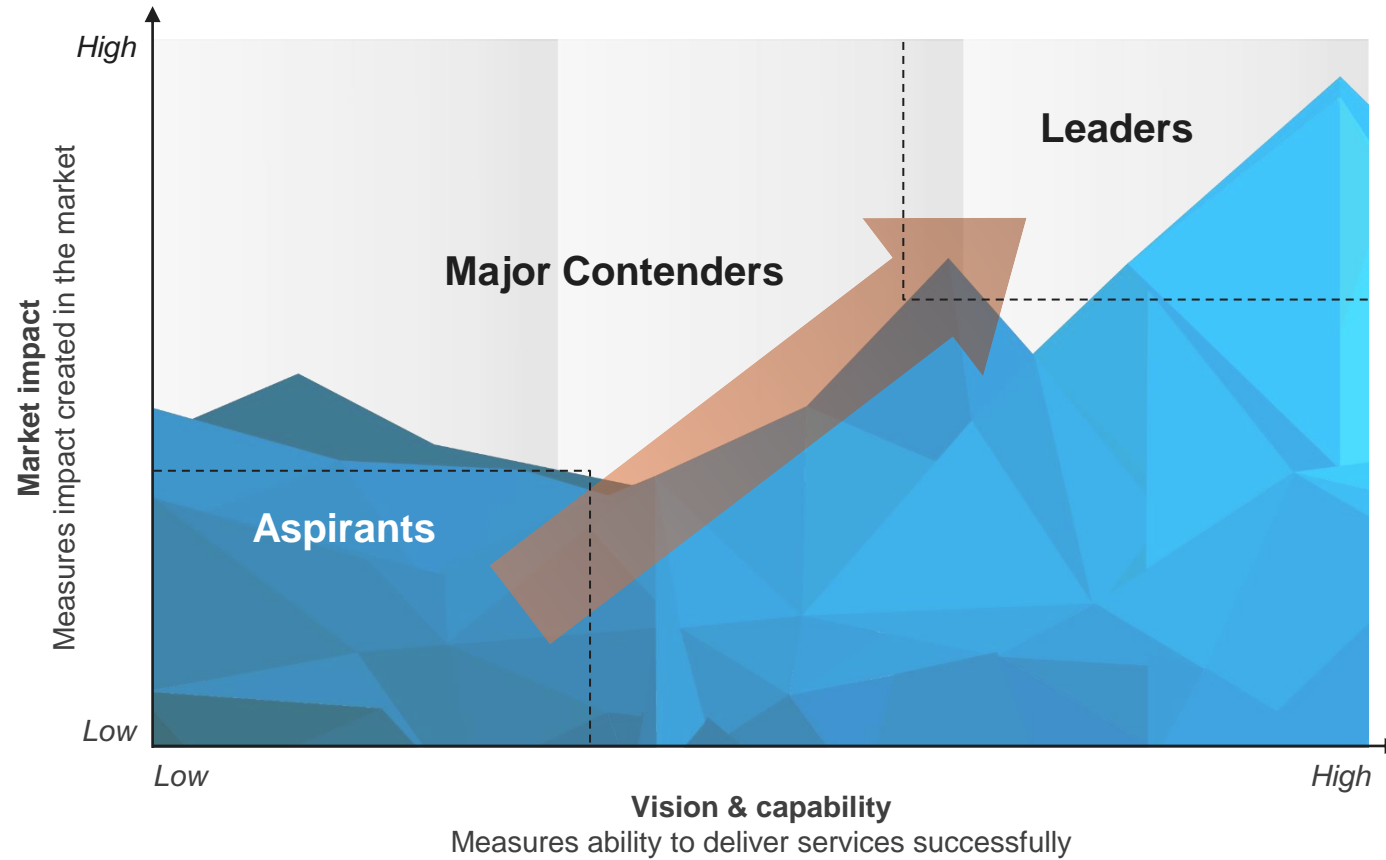 High
Leaders
Major Contenders
Market impact
Measures impact created in the market
Aspirants
Low
Low
High
Vision & capability
Measures ability to deliver services successfully